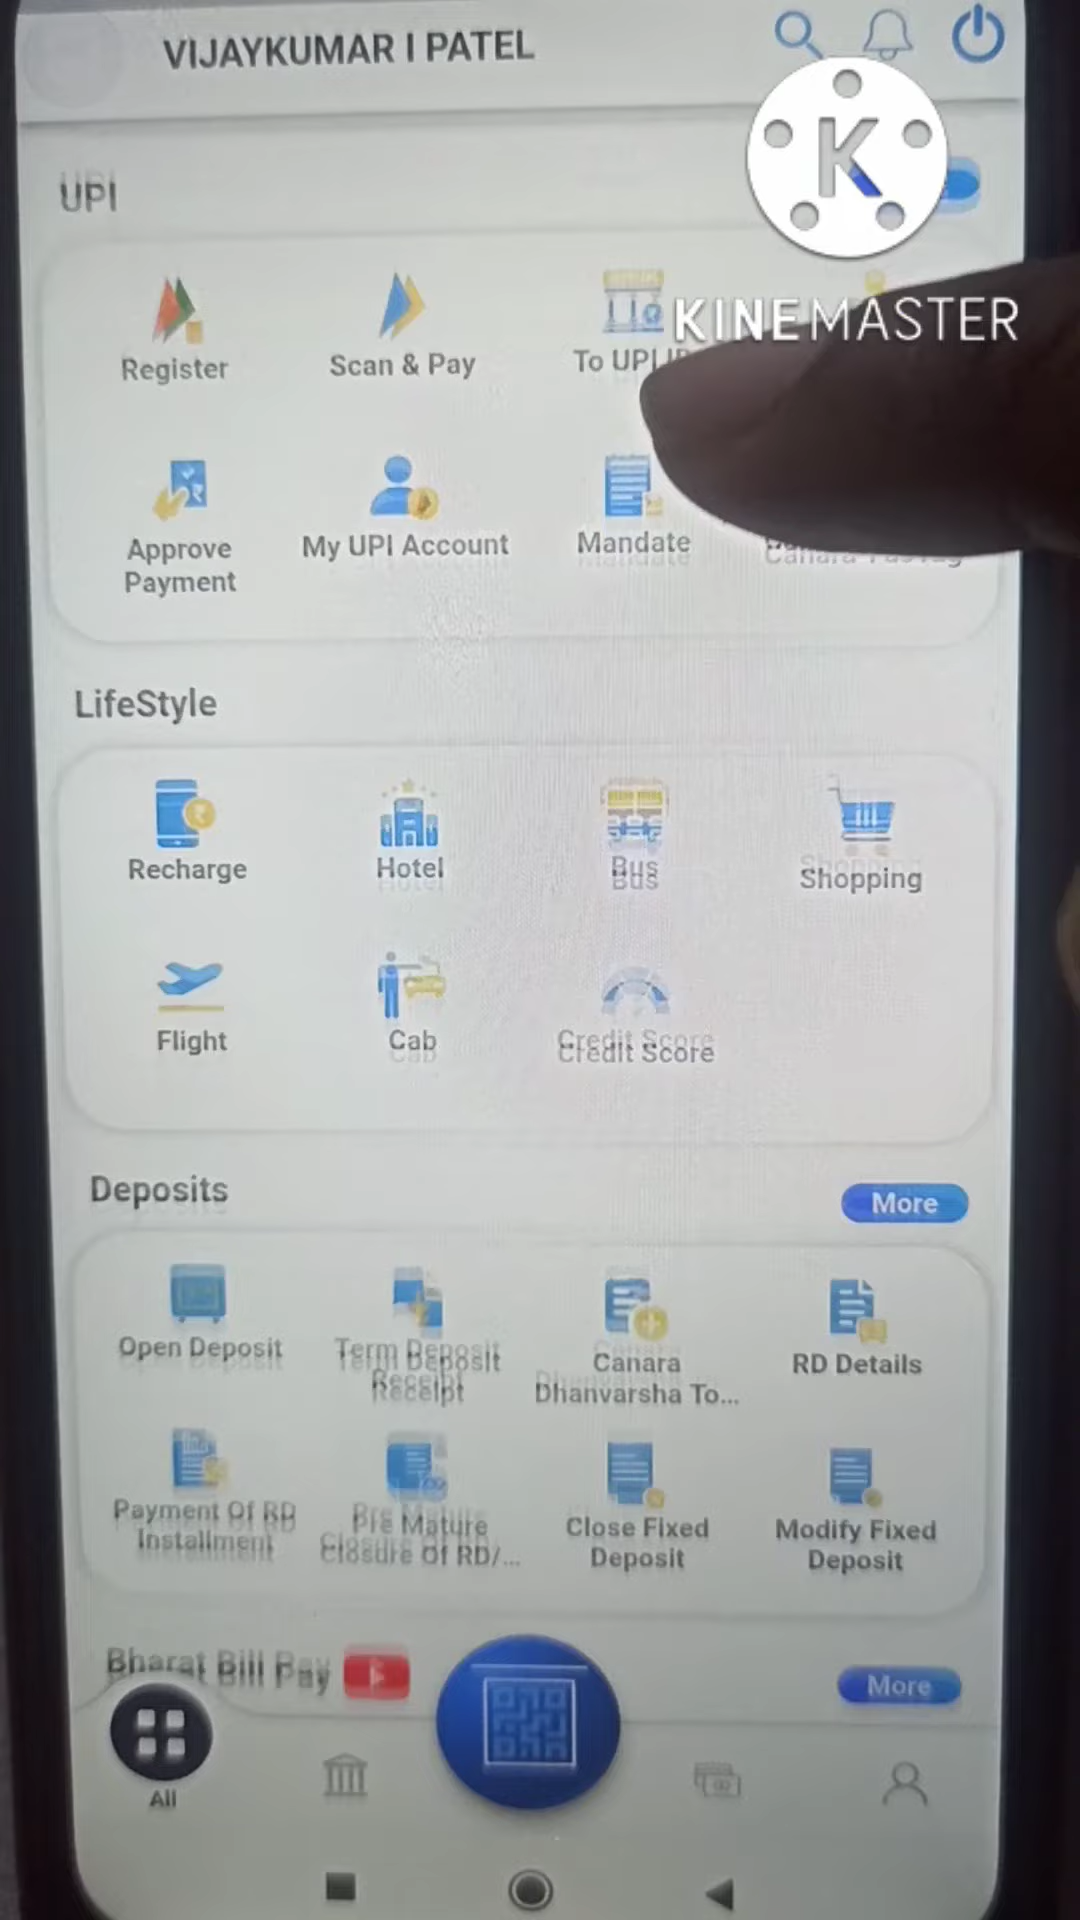 VIJAYKUMAR I PATEL
K
KINEMASTER
UPI
Register
Scan & Pay
To UPI
Approve
Payment
My UPI Account
Mandate
Canara
LifeStyle
Recharge
Hotel
Bus
Shopping
Flight
Cab
Credit Score
Deposits
More
Open Deposit
Term Deposit
Receipt
Canara
Dhanvarsha To...
RD Details
Payment Of RD
Installment
Pre Mature
Closure Of RD/...
Close Fixed
Deposit
Modify Fixed
Deposit
Bharat Bill Pay
More
All